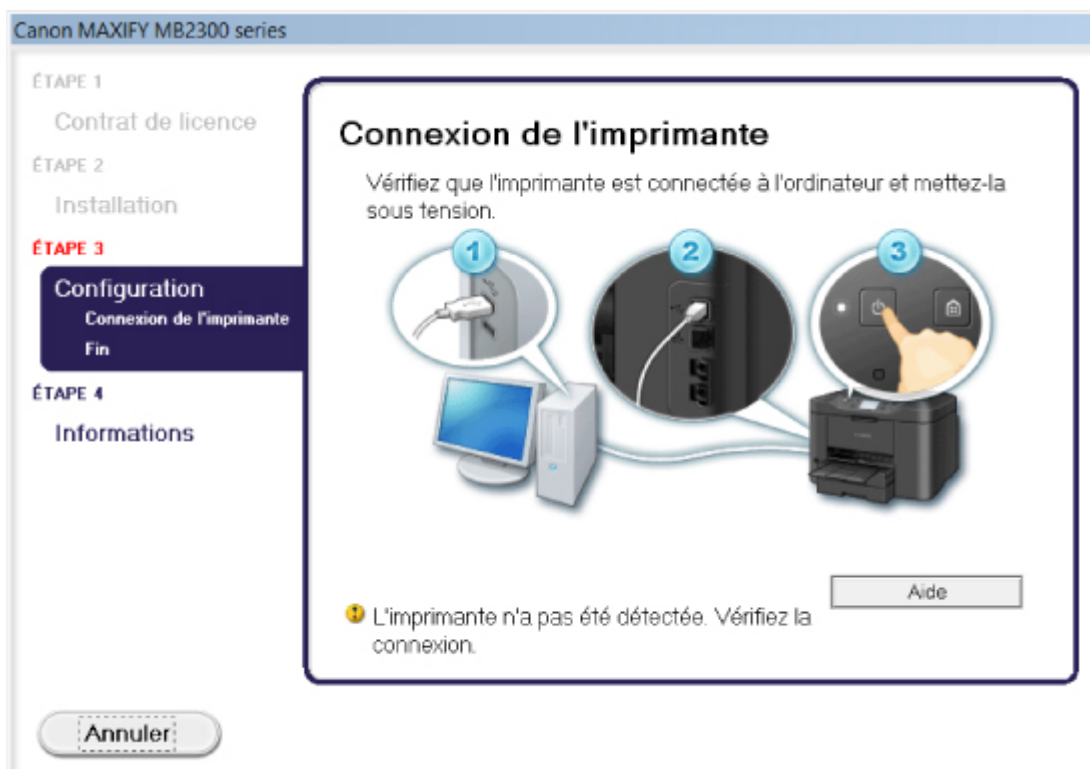 Canon MAXIFY MB2300 series
ÉTAPE 1
Contrat de licence
ÉTAPE 2
Installation
ÉTAPE 3
Configuration
Connexion de l'imprimante
Fin
ÉTAPE 4
Informations
Annuler
Connexion de l'imprimante
Vérifiez que l'imprimante est connectée à l'ordinateur et mettez-la
sous tension.
1
2
3
Aide
L'imprimante n'a pas été détectée. Vérifiez la
connexion.